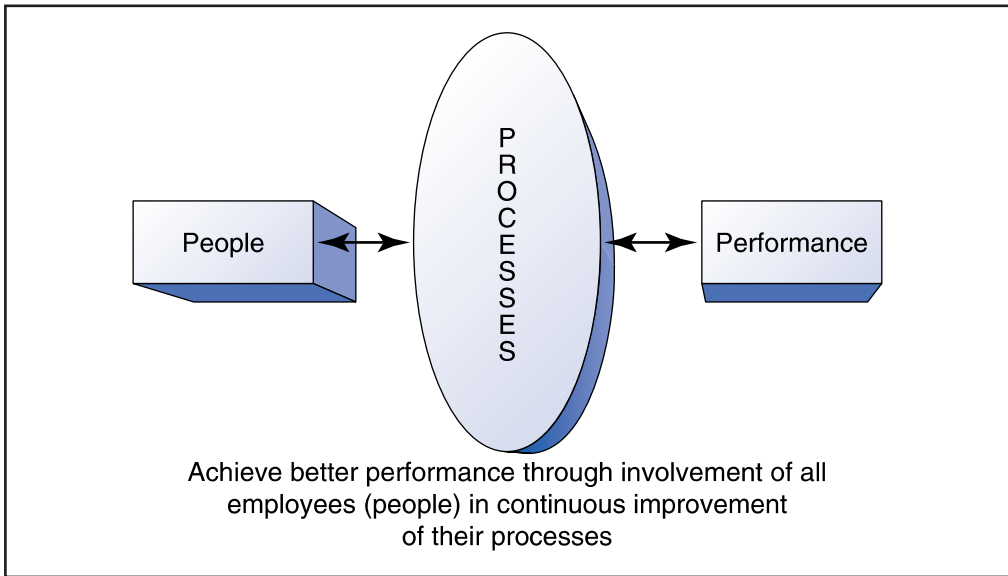 People
PROCESSES
Performance
Achieve better performance through involvement of all
employees (people) in continuous improvement
of their processes